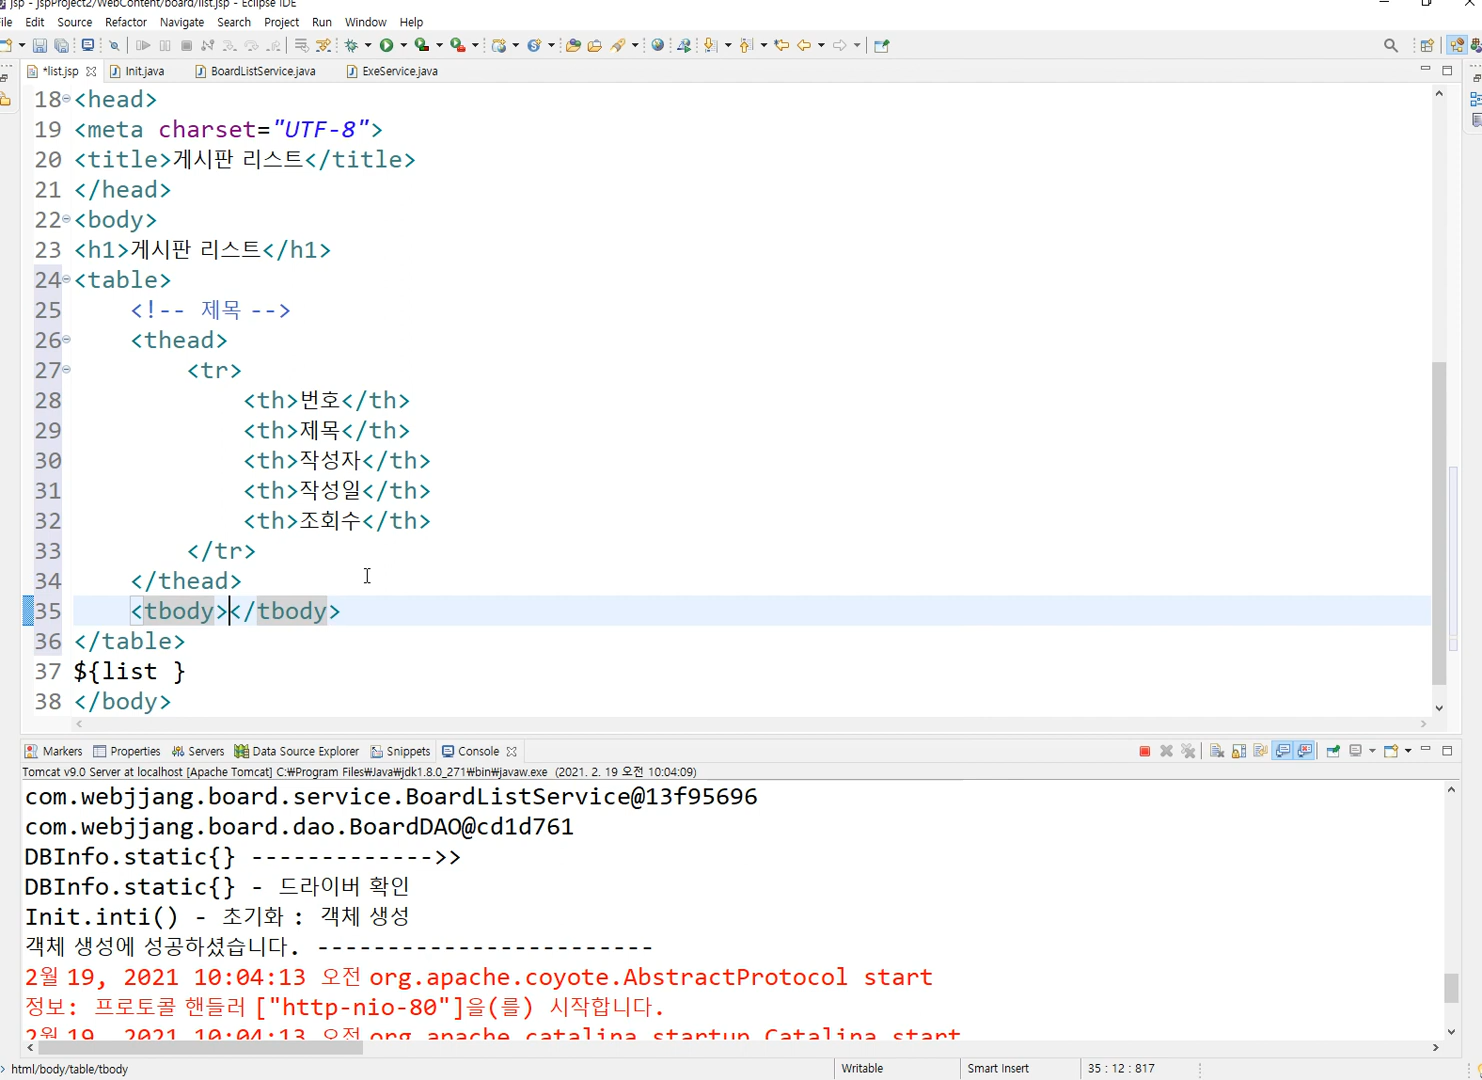 jsp - jspProject2/WebContent/board/list.jsp - Eclipse IDE
File Edit Source Refactor Navigate Search Project Run Window Help
*list.jsp Init.java BoardListService.java ExeService.java
18 <head>
19 <meta charset="UTF-8">
20 <title>게시판 리스트</title>
21 </head>
22 <body>
23 <h1>게시판 리스트</h1>
24 <table>
25 <!-- 제목 -->
26 <thead>
27 <tr>
28 <th>번호</th>
29 <th>제목</th>
30 <th>작성자</th>
31 <th>작성일</th>
32 <th>조회수</th>
33 </tr>
34 </thead>
35 <tbody></tbody>
36 </table>
37 ${list }
38 </body>
Markers Properties Servers Data Source Explorer Snippets Console
Tomcat v9.0 Server at localhost [Apache Tomcat] C:₩Program Files₩Java₩jdk1.8.0_271₩bin₩javaw.exe (2021. 2. 19 오전 10:04:09)
com.webjjang.board.service.BoardListService@13f95696
com.webjjang.board.dao.BoardDAO@cd1d761
DBInfo.static{} ------------->>
DBInfo.static{} - 드라이버 확인
Init.inti() - 초기화 : 객체 생성
객체 생성에 성공하셨습니다. ------------------------
2월 19, 2021 10:04:13 오전 org.apache.coyote.AbstractProtocol start
정보: 프로토콜 핸들러 ["http-nio-80"]을(를) 시작합니다.
2월 19, 2021 10:04:13 오전 org.apache.catalina.startup.Catalina start
html/body/table/tbody Writable Smart Insert 35 : 12 : 817